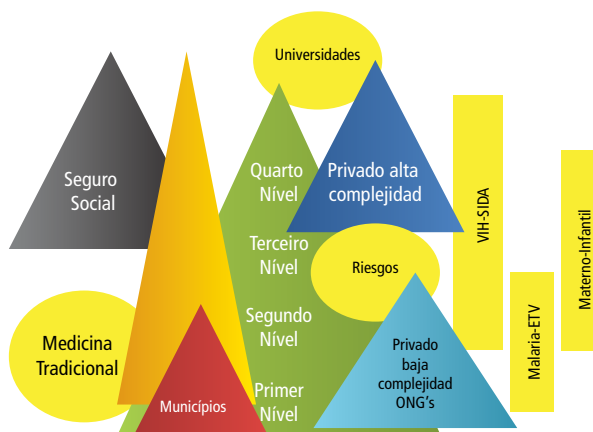 Universidades
Seguro
Social
Quarto
Nível
Privado alta
complejidad
Terceiro
Nível
Riesgos
Segundo
Nível
Medicina
Tradicional
Municípios
Primer
Nível
Privado
baja
complejidad
ONG's
VIH-SIDA
Malaria-ETV
Materno-Infantil